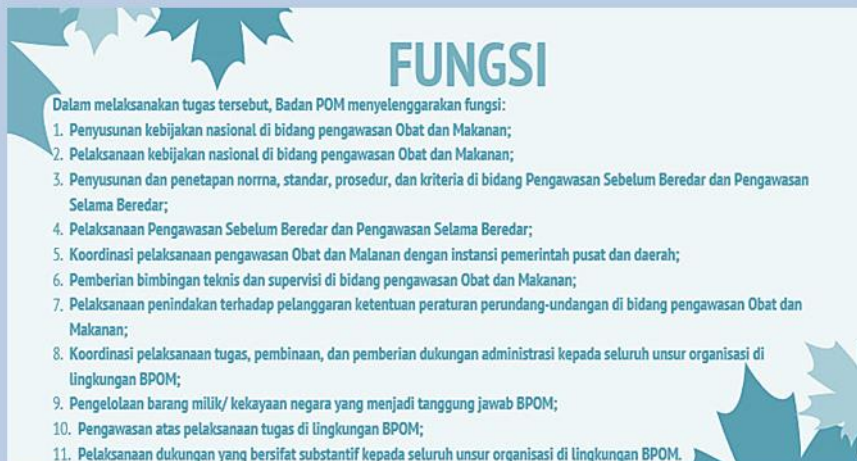 FUNGSI
Dalam melaksanakan tugas tersebut, Badan POM menyelenggarakan fungsi:
1. Penyusunan kebijakan nasional di bidang pengawasan Obat dan Makanan;
2. Pelaksanaan kebijakan nasional di bidang pengawasan Obat dan Makanan;
3. Penyusunan dan penetapan norrna, standar, prosedur, dan kriteria di bidang Pengawasan Sebelum Beredar dan Pengawasan
Selama Beredar;
4. Pelaksanaan Pengawasan Sebelum Beredar dan Pengawasan Selama Beredar;
5. Koordinasi pelaksanaan pengawasan Obat dan Malanan dengan instansi pemerintah pusat dan daerah;
6. Pemberian bimbingan teknis dan supervisi di bidang pengawasan Obat dan Makanan;
7. Pelaksanaan penindakan terhadap pelanggaran ketentuan peraturan perundang-undangan di bidang pengawasan Obat dan
Makanan;
8. Koordinasi pelaksanaan tugas, pembinaan, dan pemberian dukungan administrasi kepada seluruh unsur organisasi di
lingkungan BPOM;
9. Pengelolaan barang milik/ kekayaan negara yang menjadi tanggung jawab BPOM;
10. Pengawasan atas pelaksanaan tugas di lingkungan BPOM;
11. Pelaksanaan dukungan yang bersifat substantif kepada seluruh unsur organisasi di lingkungan BPOM.